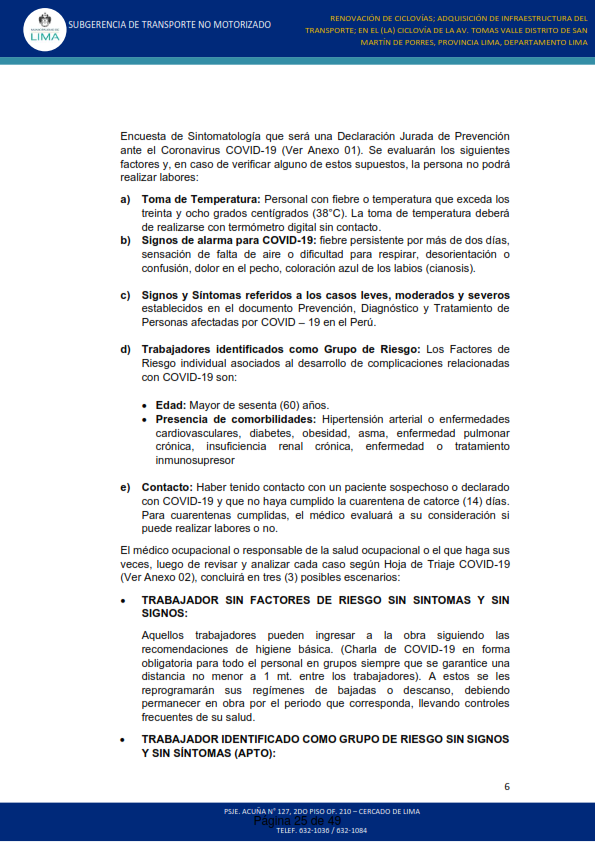 MUNICIPALIDAD DE
LIMA
SUBGERENCIA DE TRANSPORTE NO MOTORIZADO
RENOVACIÓN DE CICLOVÍAS; ADQUISICIÓN DE INFRAESTRUCTURA DEL
TRANSPORTE; EN EL (LA) CICLOVÍA DE LA AV. TOMAS VALLE DISTRITO DE SAN
MARTÍN DE PORRES, PROVINCIA LIMA, DEPARTAMENTO LIMA
Encuesta de Sintomatología que será una Declaración Jurada de Prevención
ante el Coronavirus COVID-19 (Ver Anexo 01). Se evaluarán los siguientes
factores y, en caso de verificar alguno de estos supuestos, la persona no podrá
realizar labores:
a) Toma de Temperatura: Personal con fiebre o temperatura que exceda los
treinta y ocho grados centígrados (38°C). La toma de temperatura deberá
de realizarse con termómetro digital sin contacto.
b) Signos de alarma para COVID-19: fiebre persistente por más de dos días,
sensación de falta de aire o dificultad para respirar, desorientación o
confusión, dolor en el pecho, coloración azul de los labios (cianosis).
c) Signos y Síntomas referidos a los casos leves, moderados y severos
establecidos en el documento Prevención, Diagnóstico y Tratamiento de
Personas afectadas por COVID – 19 en el Perú.
d) Trabajadores identificados como Grupo de Riesgo: Los Factores de
Riesgo individual asociados al desarrollo de complicaciones relacionadas
con COVID-19 son:
• Edad: Mayor de sesenta (60) años.
• Presencia de comorbilidades: Hipertensión arterial o enfermedades
cardiovasculares, diabetes, obesidad, asma, enfermedad pulmonar
crónica, insuficiencia renal crónica, enfermedad o tratamiento
inmunosupresor
e) Contacto: Haber tenido contacto con un paciente sospechoso o declarado
con COVID-19 y que no haya cumplido la cuarentena de catorce (14) días.
Para cuarentenas cumplidas, el médico evaluará a su consideración si
puede realizar labores o no.
El médico ocupacional o responsable de la salud ocupacional o el que haga sus
veces, luego de revisar y analizar cada caso según Hoja de Triaje COVID-19
(Ver Anexo 02), concluirá en tres (3) posibles escenarios:
• TRABAJADOR SIN FACTORES DE RIESGO SIN SINTOMAS Y SIN
SIGNOS:
Aquellos trabajadores pueden ingresar a la obra siguiendo las
recomendaciones de higiene básica. (Charla de COVID-19 en forma
obligatoria para todo el personal en grupos siempre que se garantice una
distancia no menor a 1 mt. entre los trabajadores). A estos se les
reprogramarán sus regímenes de bajadas o descanso, debiendo
permanecer en obra por el periodo que corresponda, llevando controles
frecuentes de su salud.
• TRABAJADOR IDENTIFICADO COMO GRUPO DE RIESGO SIN SIGNOS
Y SIN SÍNTOMAS (APTO):
6
PSJE. ACUÑA N° 127, 2DO PISO OF. 210 – CERCADO DE LIMA
Página 25 de 49
TELEF. 632-1036 / 632-1084